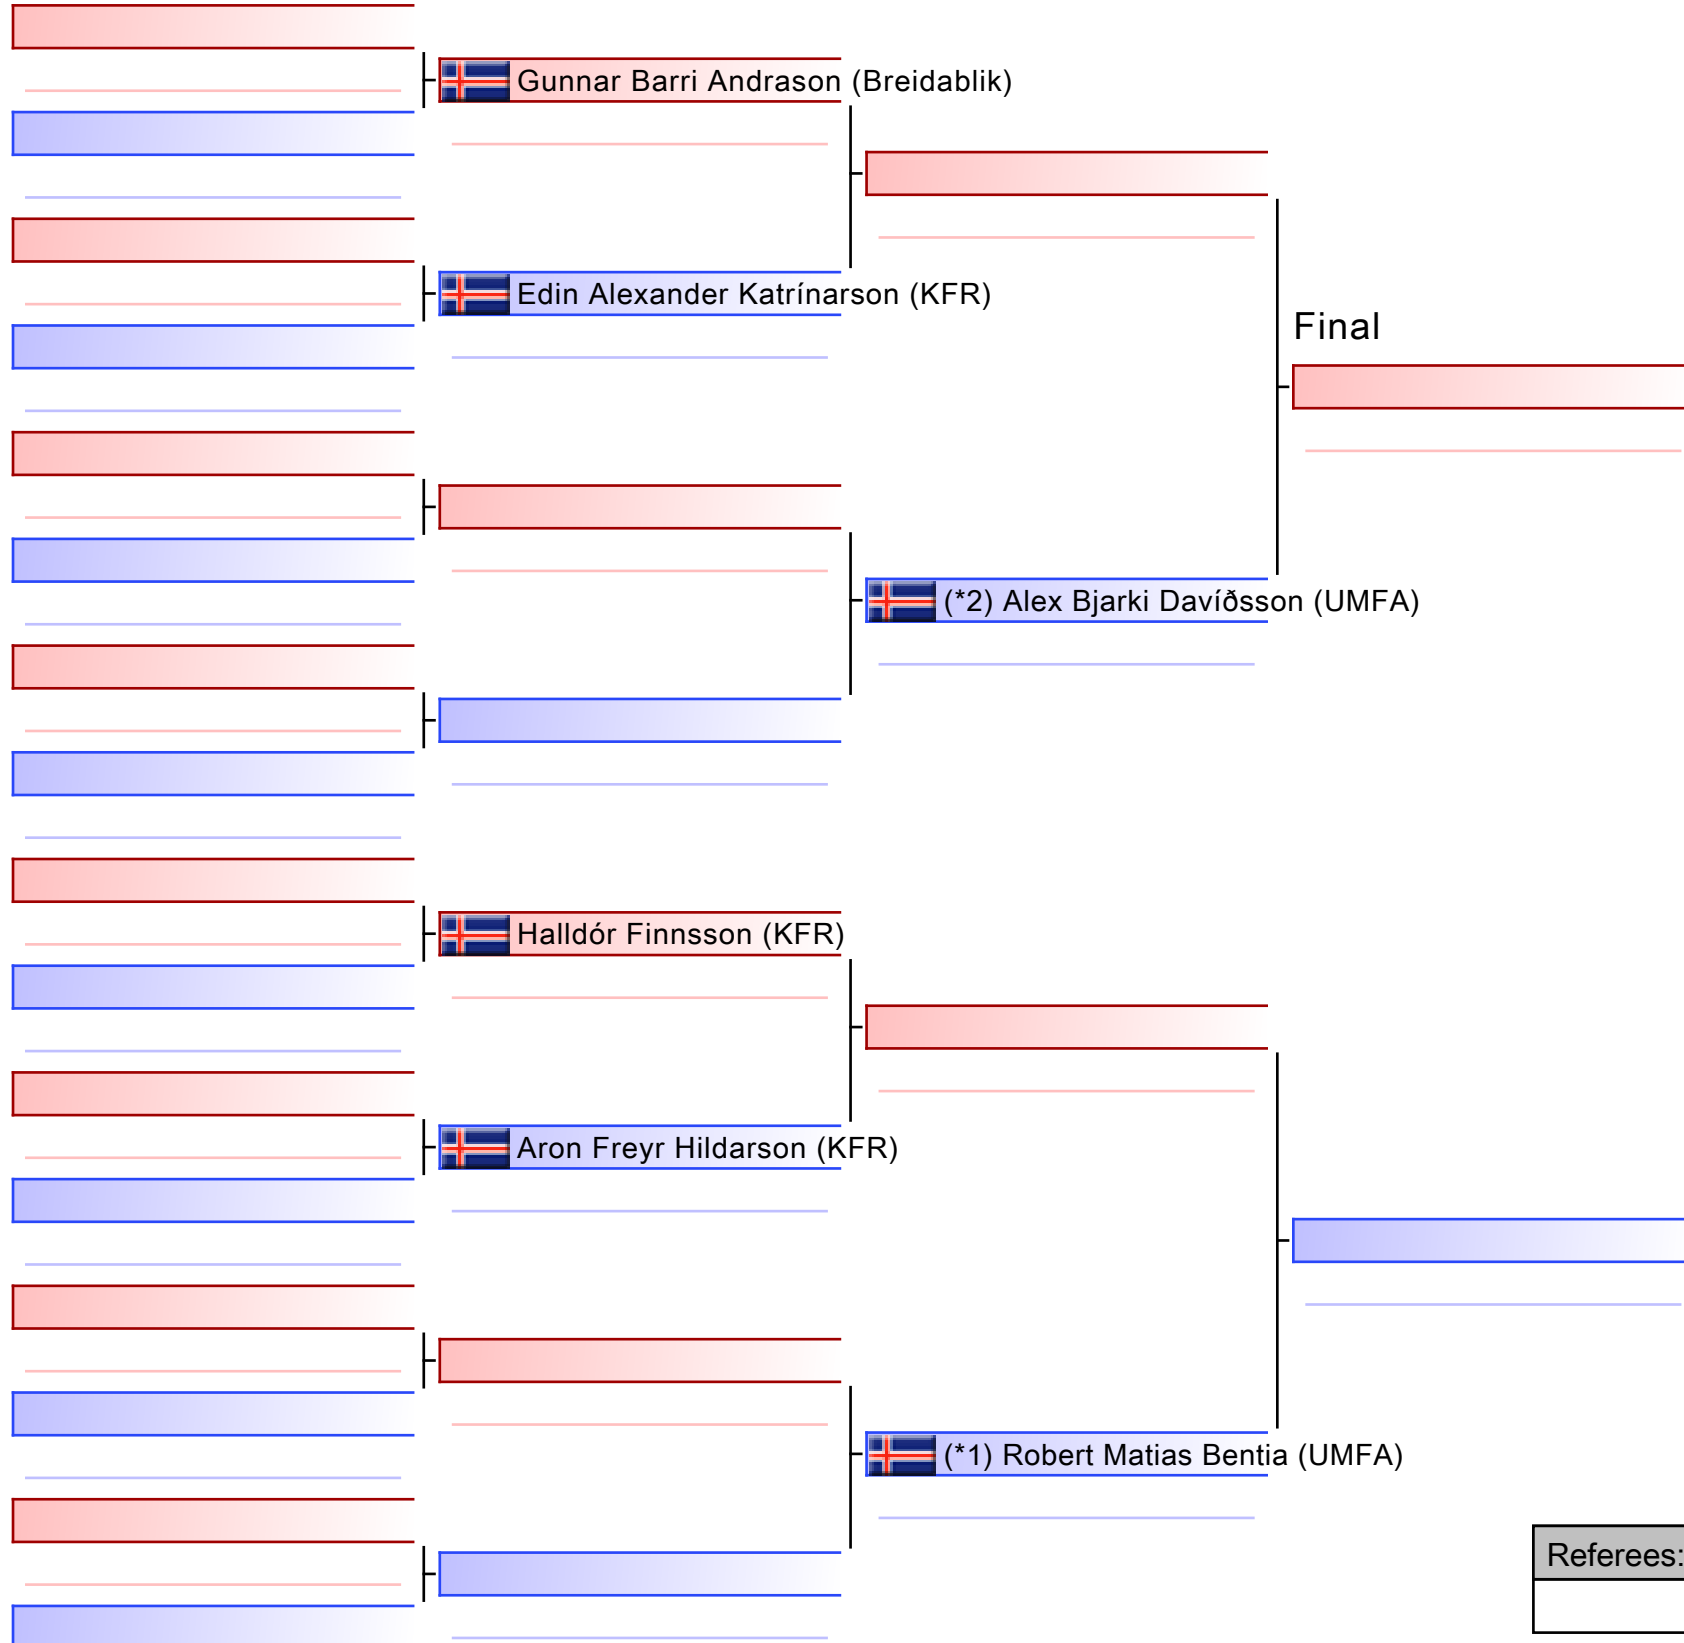 Gunnar Barri Andrason (Breidablik)
Edin Alexander Katrínarson (KFR)
Final
(*2) Alex Bjarki Davíðsson (UMFA)
Halldór Finnsson (KFR)
Aron Freyr Hildarson (KFR)
(*1) Robert Matias Bentia (UMFA)
Referees: